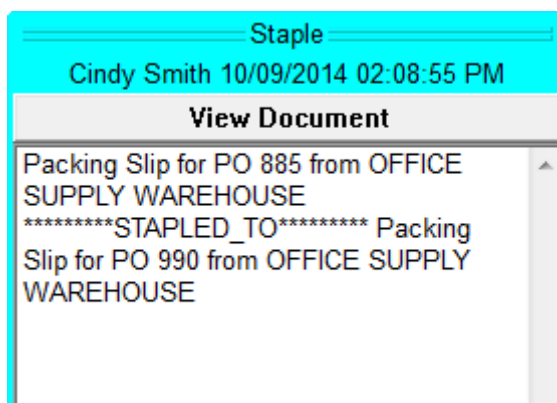 Staple
Cindy Smith 10/09/2014 02:08:55 PM
View Document
Packing Slip for PO 885 from OFFICE
SUPPLY WAREHOUSE
*********STAPLED_TO********* Packing
Slip for PO 990 from OFFICE SUPPLY
WAREHOUSE